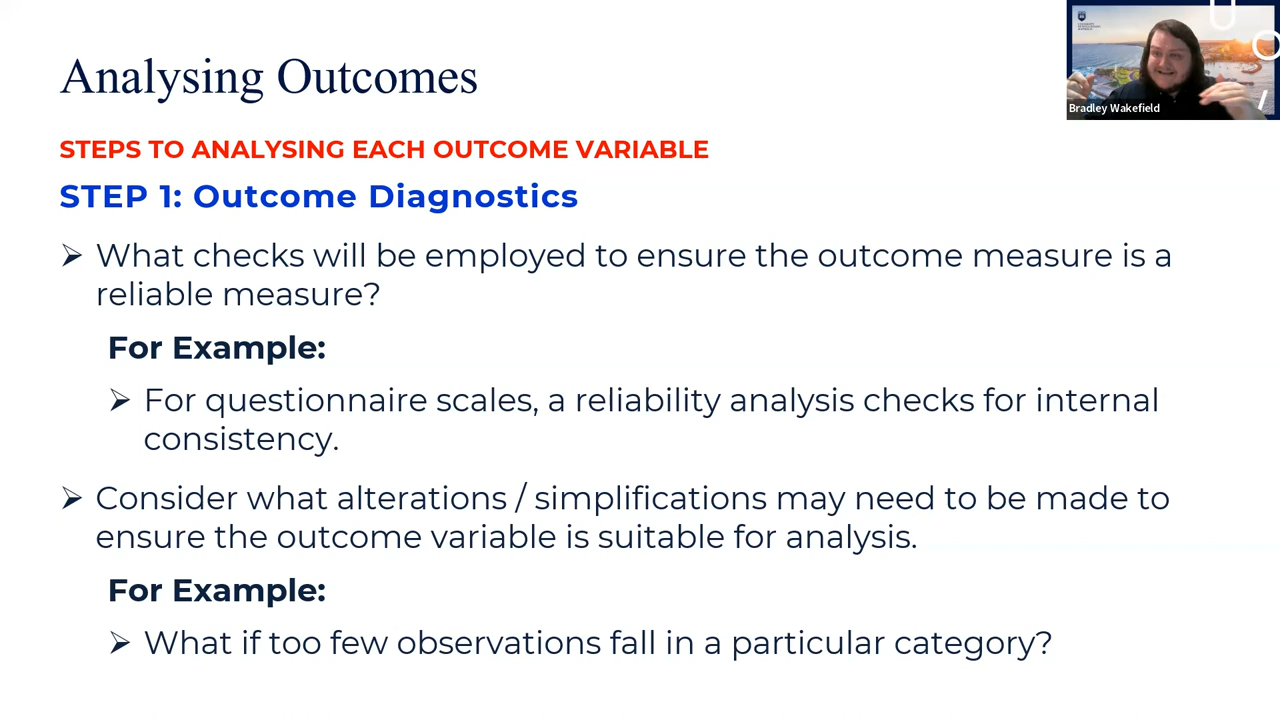 Analysing Outcomes
STEPS TO ANALYSING EACH OUTCOME VARIABLE
STEP 1: Outcome Diagnostics
➢ What checks will be employed to ensure the outcome measure is a
reliable measure?
For Example:
➢ For questionnaire scales, a reliability analysis checks for internal
consistency.
➢ Consider what alterations / simplifications may need to be made to
ensure the outcome variable is suitable for analysis.
For Example:
➢ What if too few observations fall in a particular category?
Bradley Wakefield